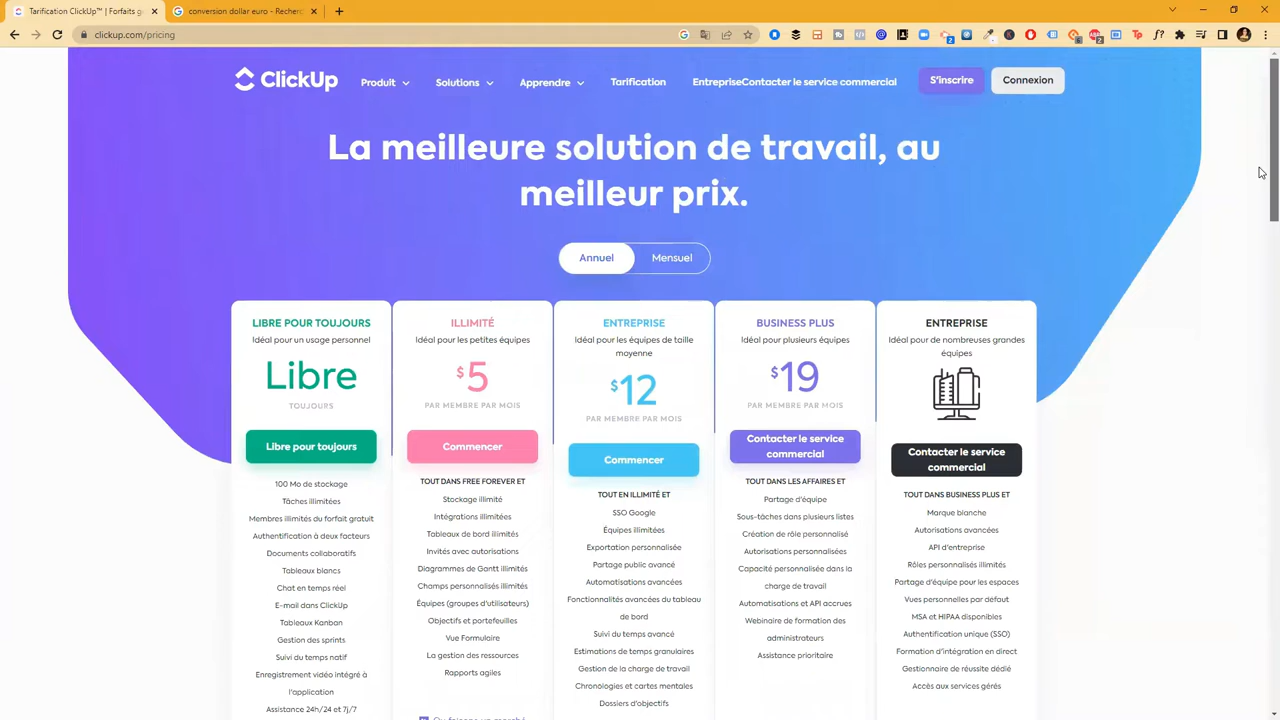 Tarification ClickUp™ | Forfaits g
conversion dollar euro - Recher
clickup.com/pricing
ClickUp
Produit
Solutions
Apprendre
Tarification
EntrepriseContacter le service commercial
S'inscrire
Connexion
La meilleure solution de travail, au
meilleur prix.
Annuel
Mensuel
LIBRE POUR TOUJOURS
Idéal pour un usage personnel
Libre
TOUJOURS
Libre pour toujours
100 Mo de stockage
Tâches illimitées
Membres illimités du forfait gratuit
Authentification à deux facteurs
Documents collaboratifs
Tableaux blancs
Chat en temps réel
E-mail dans ClickUp
Tableaux Kanban
Gestion des sprints
Suivi du temps natif
Enregistrement vidéo intégré à
l'application
Assistance 24h/24 et 7j/7
ILLIMITÉ
Idéal pour les petites équipes
$5
PAR MEMBRE PAR MOIS
Commencer
TOUT DANS FREE FOREVER ET
Stockage illimité
Intégrations illimitées
Tableaux de bord illimités
Invités avec autorisations
Diagrammes de Gantt illimités
Champs personnalisés illimités
Équipes (groupes d'utilisateurs)
Objectifs et portefeuilles
Vue Formulaire
La gestion des ressources
Rapports agiles
ENTREPRISE
Idéal pour les équipes de taille
moyenne
$12
PAR MEMBRE PAR MOIS
Commencer
TOUT EN ILLIMITÉ ET
SSO Google
Équipes illimitées
Exportation personnalisée
Partage public avancé
Automatisations avancées
Fonctionnalités avancées du tableau
de bord
Suivi du temps avancé
Estimations de temps granulaires
Gestion de la charge de travail
Chronologies et cartes mentales
Dossiers d'objectifs
BUSINESS PLUS
Idéal pour plusieurs équipes
$19
PAR MEMBRE PAR MOIS
Contacter le service
commercial
TOUT DANS LES AFFAIRES ET
Partage d'équipe
Sous-tâches dans plusieurs listes
Création de rôle personnalisé
Autorisations personnalisées
Capacité personnalisée dans la
charge de travail
Automatisations et API accrues
Webinaire de formation des
administrateurs
Assistance prioritaire
ENTREPRISE
Idéal pour de nombreuses grandes
équipes
Contacter le service
commercial
TOUT DANS BUSINESS PLUS ET
Marque blanche
Autorisations avancées
API d'entreprise
Rôles personnalisés illimités
Partage d'équipe pour les espaces
Vues personnelles par défaut
MSA et HIPAA disponibles
Authentification unique (SSO)
Formation d'intégration en direct
Gestionnaire de réussite dédié
Accès aux services gérés